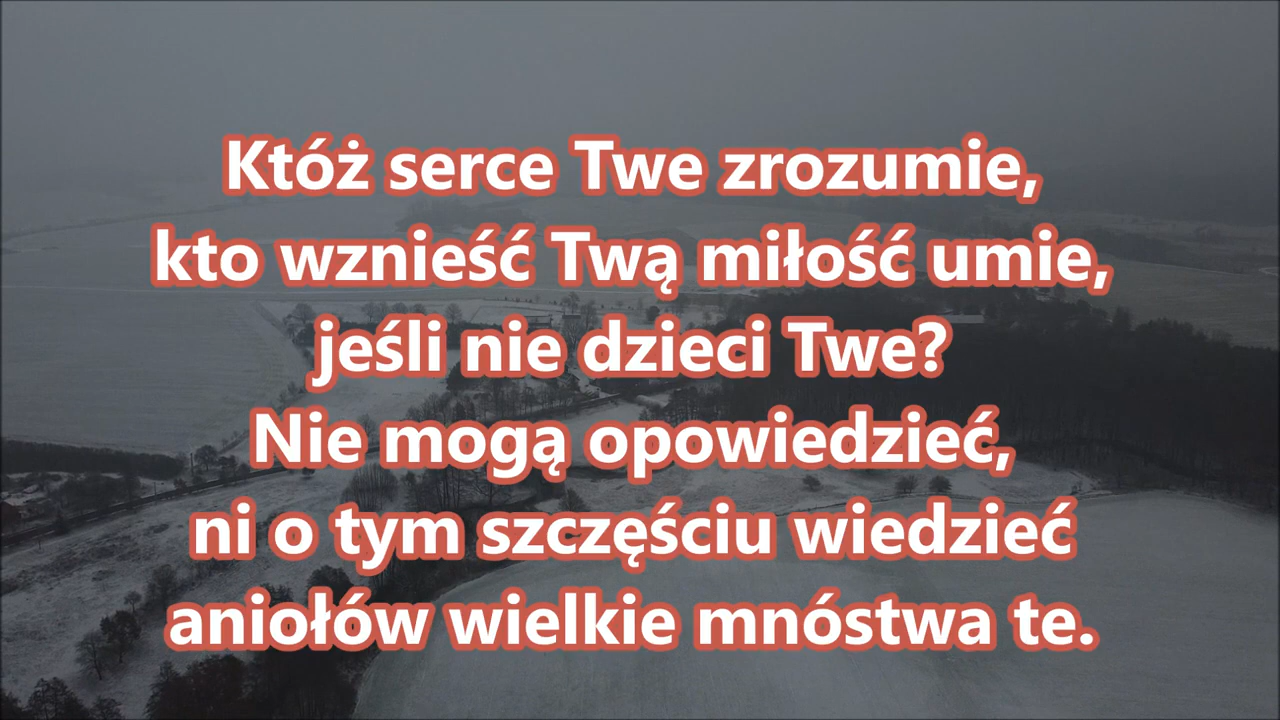 Któż serce Twe zrozumie,
kto wznieść Twą miłość umie,
jeśli nie dzieci Twe?
Nie mogą opowiedzieć,
ni o tym szczęściu wiedzieć
aniołów wielkie mnóstwa te.